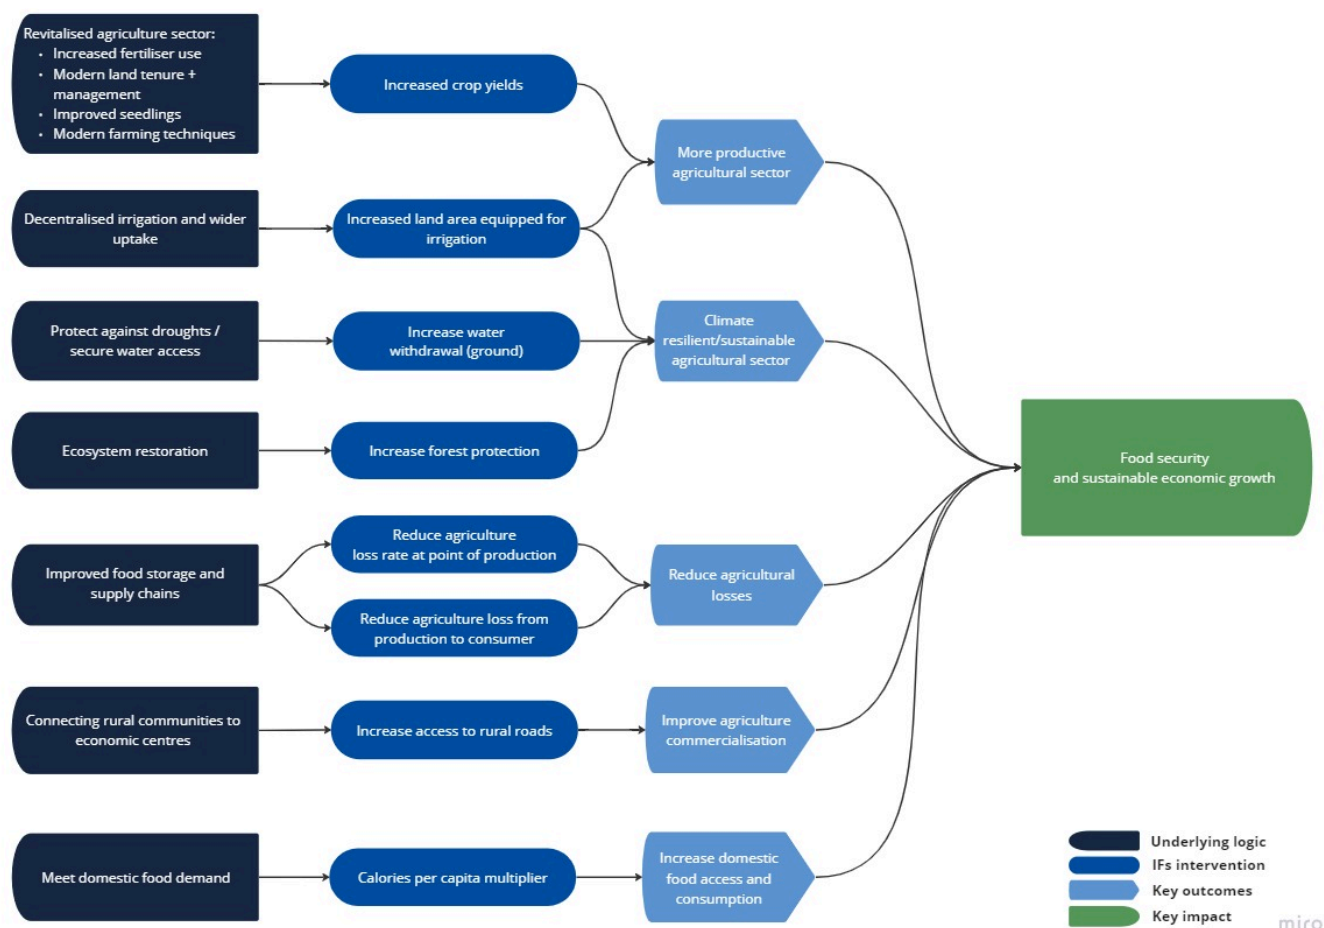 Revitalised agriculture sector:
• Increased fertiliser use
• Modern land tenure +
management
• Improved seedlings
• Modern farming techniques
Increased crop yields
More productive
agricultural sector
Decentralised irrigation and wider
uptake
Increased land area equipped for
irrigation
Protect against droughts /
secure water access
Increase water
withdrawal (ground)
Climate
resilient/sustainable
agricultural sector
Ecosystem restoration
Increase forest protection
Food security
and sustainable economic growth
Improved food storage and
supply chains
Reduce agriculture
loss rate at point of production
Reduce agriculture loss from
production to consumer
Reduce agricultural
losses
Connecting rural communities to
economic centres
Increase access to rural roads
Improve agriculture
commercialisation
Meet domestic food demand
Calories per capita multiplier
Increase domestic
food access and
consumption
Underlying logic
IFs intervention
Key outcomes
Key impact
miro